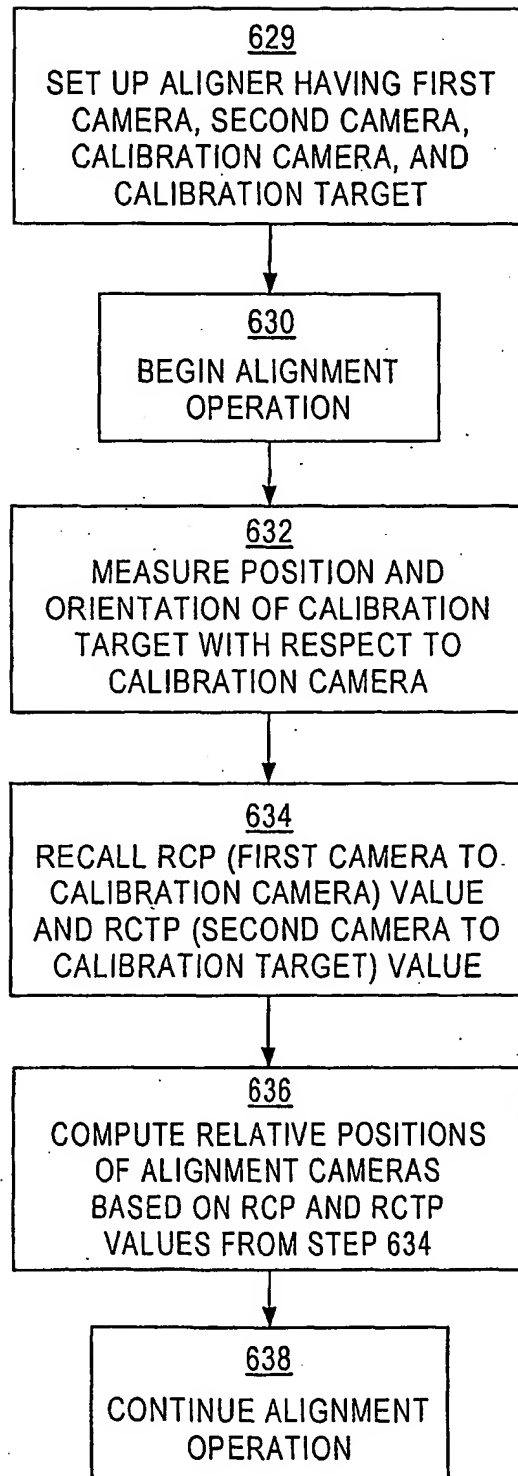 629
SET UP ALIGNER HAVING FIRST
CAMERA, SECOND CAMERA,
CALIBRATION CAMERA, AND
CALIBRATION TARGET
630
BEGIN ALIGNMENT
OPERATION
632
MEASURE POSITION AND
ORIENTATION OF CALIBRATION
TARGET WITH RESPECT TO
CALIBRATION CAMERA
634
RECALL RCP (FIRST CAMERA TO
CALIBRATION CAMERA) VALUE
AND RCTP (SECOND CAMERA TO
CALIBRATION TARGET) VALUE
636
COMPUTE RELATIVE POSITIONS
OF ALIGNMENT CAMERAS
BASED ON RCP AND RCTP
VALUES FROM STEP 634
638
CONTINUE ALIGNMENT
OPERATION